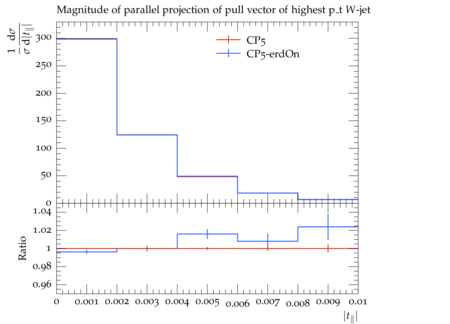 Magnitude of parallel projection of pull vector of highest p_t W-jet
1/σ dσ/d|t∥|
CP5
CP5-erdOn
300
250
200
150
100
50
0
1.04
1.02
1
0.98
0.96
Ratio
0 0.001 0.002 0.003 0.004 0.005 0.006 0.007 0.008 0.009 0.01
|t∥|